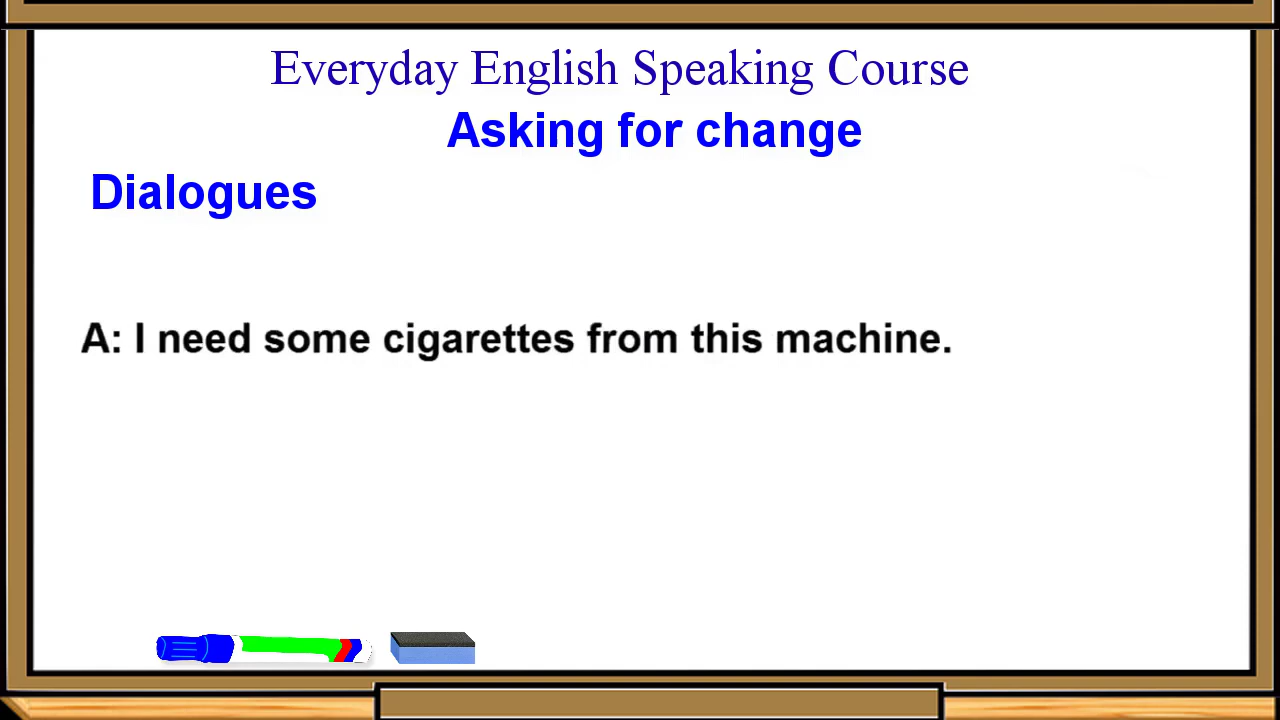 Everyday English Speaking Course
Asking for change
Dialogues
A: I need some cigarettes from this machine.